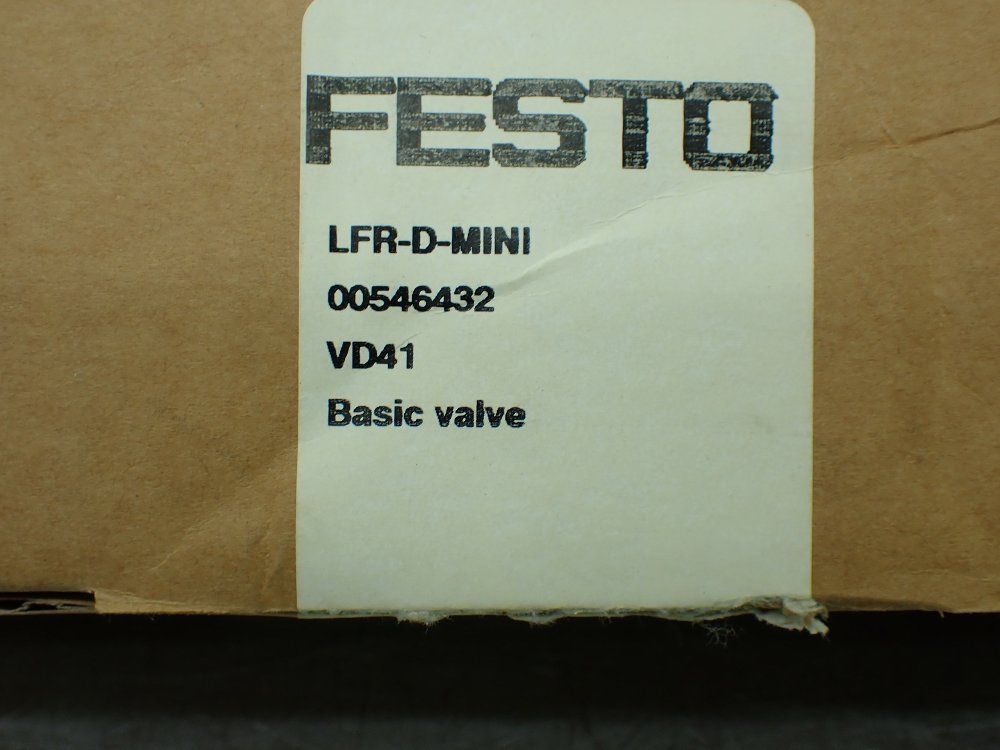 FESTO
LFR-D-MINI
00546432
VD41
Basic valve